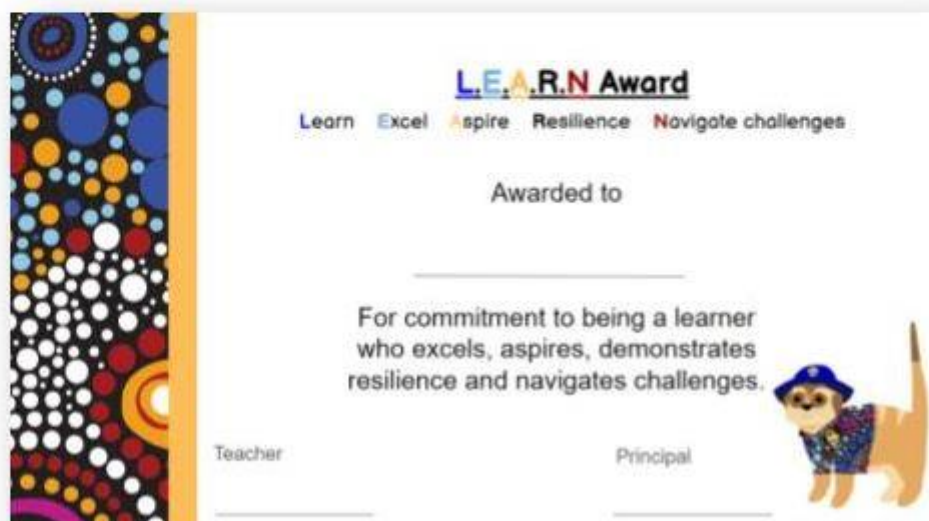 L.E.A.R.N Award
Learn Excel Aspire Resilience Navigate challenges
Awarded to
For commitment to being a learner
who excels, aspires, demonstrates
resilience and navigates challenges.
Teacher Principal